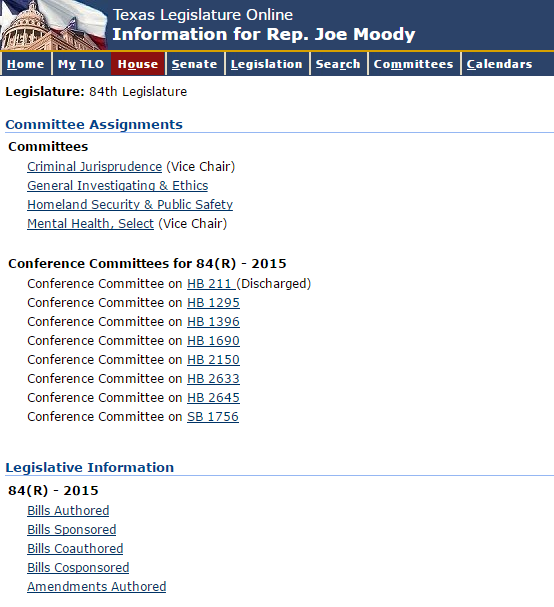 Texas Legislature Online
Information for Rep. Joe Moody
Home My TLO House Senate Legislation Search Committees Calendars
Legislature: 84th Legislature
Committee Assignments
Committees
Criminal Jurisprudence (Vice Chair)
General Investigating & Ethics
Homeland Security & Public Safety
Mental Health, Select (Vice Chair)
Conference Committees for 84(R) - 2015
Conference Committee on HB 211 (Discharged)
Conference Committee on HB 1295
Conference Committee on HB 1396
Conference Committee on HB 1690
Conference Committee on HB 2150
Conference Committee on HB 2633
Conference Committee on HB 2645
Conference Committee on SB 1756
Legislative Information
84(R) - 2015
Bills Authored
Bills Sponsored
Bills Coauthored
Bills Cosponsored
Amendments Authored